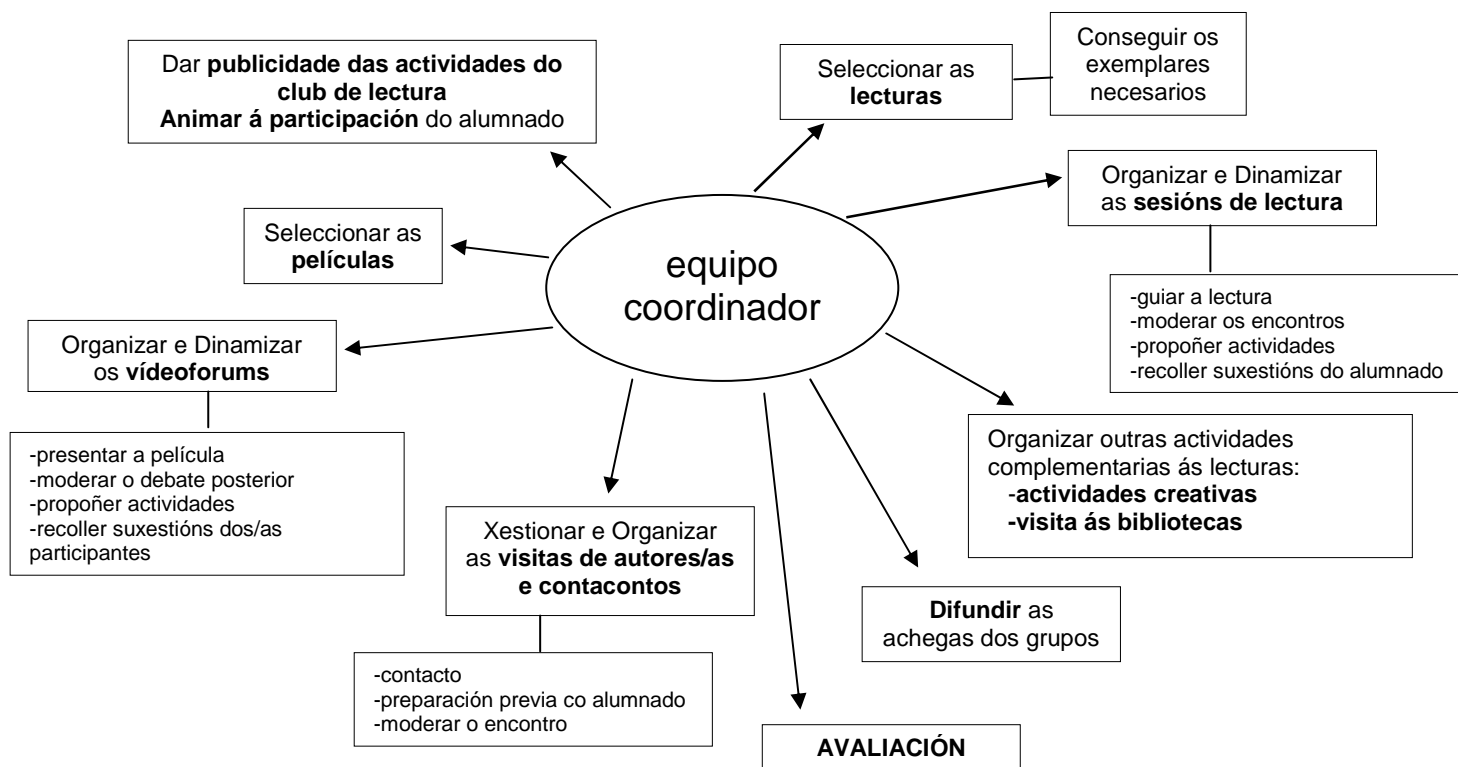 Dar publicidade das actividades do
club de lectura
Animar á participación do alumnado
Seleccionar as
lecturas
Conseguir os
exemplares
necesarios
Organizar e Dinamizar
as sesións de lectura
-guiar a lectura
-moderar os encontros
-propoñer actividades
-recoller suxestións do alumnado
Seleccionar as
películas
equipo
coordinador
Organizar e Dinamizar
os vídeoforums
-presentar a película
-moderar o debate posterior
-propoñer actividades
-recoller suxestións dos/as
participantes
Organizar outras actividades
complementarias ás lecturas:
-actividades creativas
-visita ás bibliotecas
Xestionar e Organizar
as visitas de autores/as
e contacontos
-contacto
-preparación previa co alumnado
-moderar o encontro
Difundir as
achegas dos grupos
AVALIACIÓN